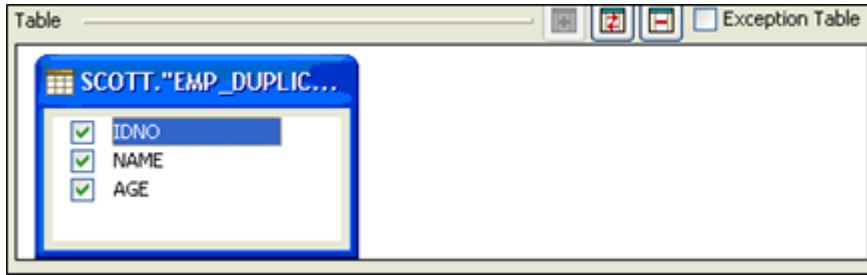 Table
Exception Table
SCOTT."EMP_DUPLIC...
IDNO
NAME
AGE